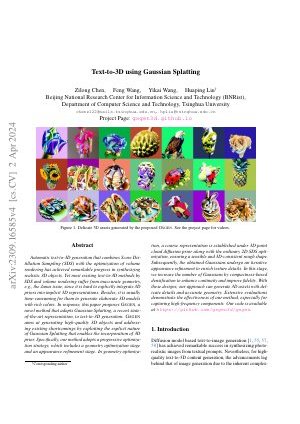 Text-to-3D using Gaussian Splatting
Zilong Chen, Feng Wang, Yikai Wang, Huaping Liu
Beijing National Research Center for Information Science and Technology (BNRist),
Department of Computer Science and Technology, Tsinghua University
Project Page: gsgen3d.github.io
arXiv:2309.16585v4 [cs.CV] 2 Apr 2024
Figure 1. Delicate 3D assets generated by the proposed GSGEN. See the project page for videos.
Abstract
Automatic text-to-3D generation that combines Score Dis-
tillation Sampling (SDS) with the optimization of volume
rendering has achieved remarkable progress in synthesizing
realistic 3D objects. Yet most existing text-to-3D methods by
SDS and volume rendering suffer from inaccurate geometry,
e.g., the Janus issue, since it is hard to explicitly integrate 3D
priors into implicit 3D representations. Besides, it is usually
time-consuming for them to generate elaborate 3D models
with rich colors. In response, this paper proposes GSGEN, a
novel method that adopts Gaussian Splatting, a recent state-
of-the-art representation, to text-to-3D generation. GSGEN
aims at generating high-quality 3D objects and address-
ing existing shortcomings by exploiting the explicit nature
of Gaussian Splatting that enables the incorporation of 3D
prior. Specifically, our method adopts a progressive optimiza-
tion strategy, which includes a geometry optimization stage
and an appearance refinement stage. In geometry optimiza-
tion, a coarse representation is established under 3D point
cloud diffusion prior along with the ordinary 2D SDS opti-
mization, ensuring a sensible and 3D-consistent rough shape.
Subsequently, the obtained Gaussians undergo an iterative
appearance refinement to enrich texture details. In this stage,
we increase the number of Gaussians by compactness-based
densification to enhance continuity and improve fidelity. With
these designs, our approach can generate 3D assets with deli-
cate details and accurate geometry. Extensive evaluations
demonstrate the effectiveness of our method, especially for
capturing high-frequency components. Our code is available
at
1. Introduction
Diffusion model based text-to-image generation
has achieved remarkable success in synthesizing photo-
realistic images from textual prompts. Nevertheless, for high-
quality text-to-3D content generation, the advancements lag
behind that of image generation due to the inherent complex-
*Corresponding author